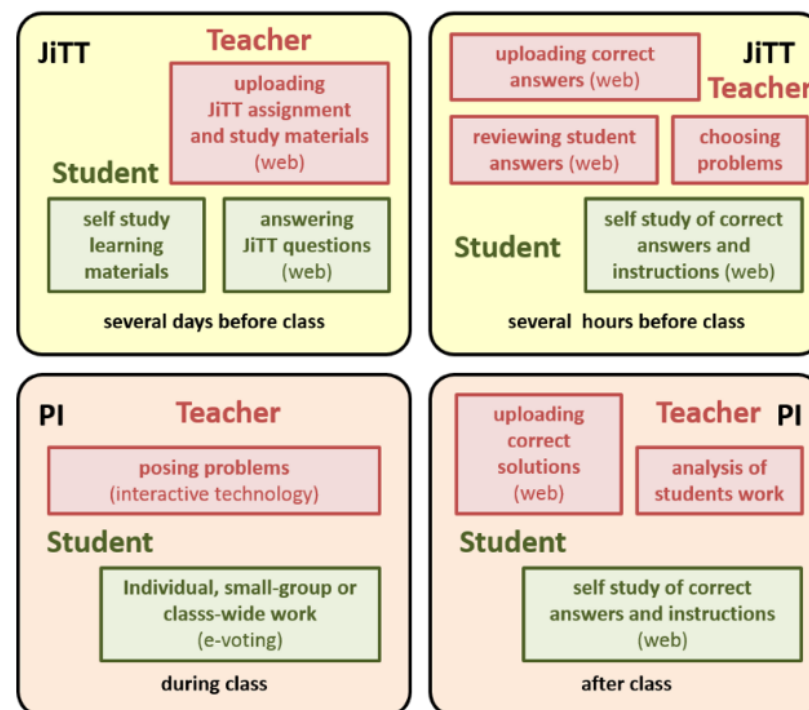 JiTT
Teacher
uploading
JiTT assignment
and study materials
(web)
Student
self study
learning
materials
answering
JiTT questions
(web)
several days before class
uploading correct
answers (web)
JiTT
Teacher
reviewing student
answers (web)
choosing
problems
Student
self study of correct
answers and
instructions (web)
several hours before class
PI
Teacher
posing problems
(interactive technology)
Student
Individual, small-group or
classs-wide work
(e-voting)
during class
uploading
correct
solutions
(web)
Teacher PI
analysis of
students work
Student
self study of correct
answers and instructions
(web)
after class